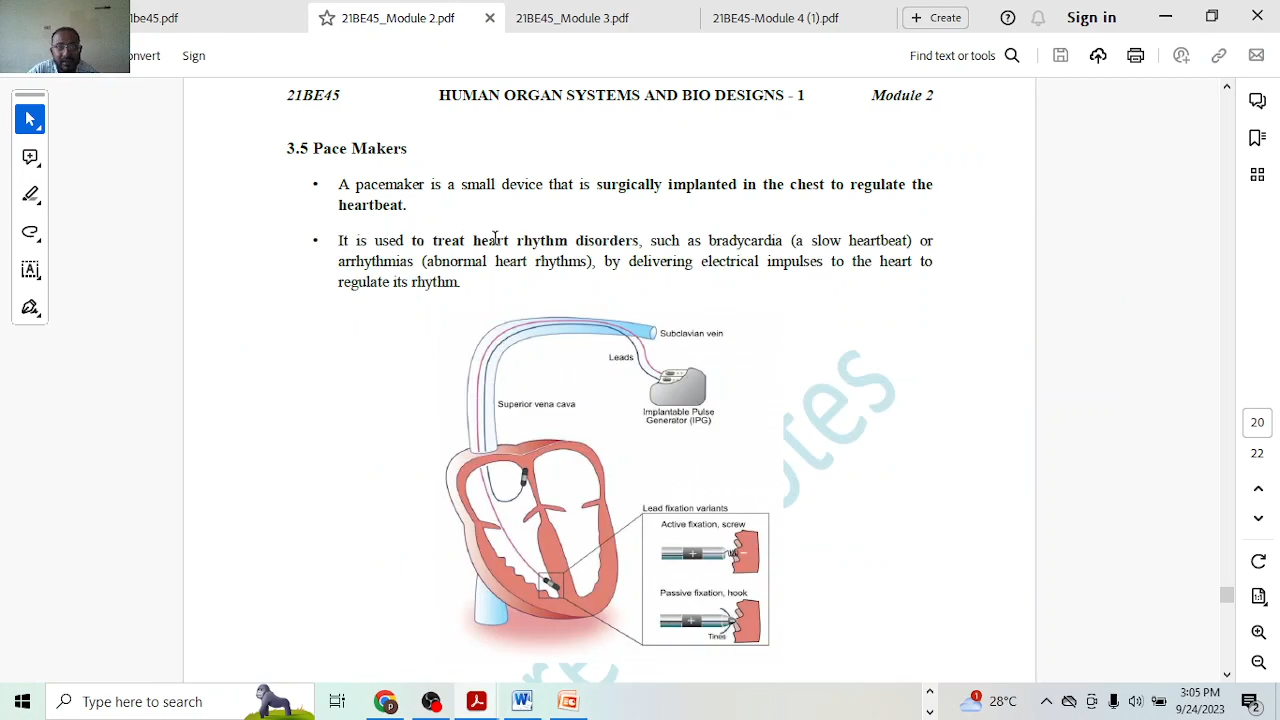 lbe45.pdf
21BE45_Module 2.pdf
21BE45_Module 3.pdf
21BE45-Module 4 (1).pdf
Create
Sign in
nvert
Sign
Find text or tools
21BE45 HUMAN ORGAN SYSTEMS AND BIO DESIGNS - 1 Module 2
3.5 Pace Makers
• A pacemaker is a small device that is surgically implanted in the chest to regulate the
heartbeat.
• It is used to treat heart rhythm disorders, such as bradycardia (a slow heartbeat) or
arrhythmias (abnormal heart rhythms), by delivering electrical impulses to the heart to
regulate its rhythm.
Subclavian vein
Leads
Superior vena cava
Implantable Pulse
Generator (IPG)
Lead fixation variants
Active fixation, screw
Passive fixation, hook
Tines
20
22
Type here to search
28°C
3:05 PM
9/24/2023
2